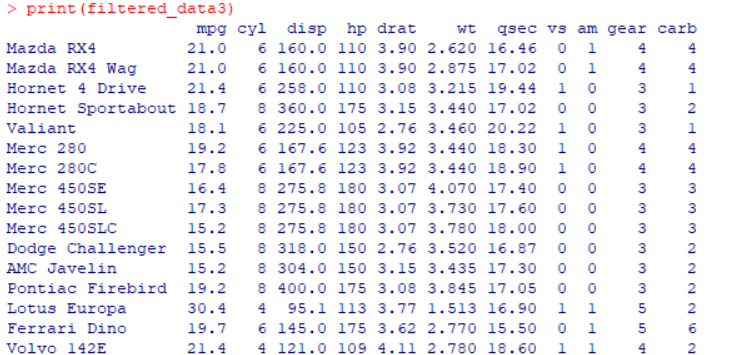 > print(filtered_data3)
mpg cyl disp hp drat wt qsec vs am gear carb
Mazda RX4 21.0 6 160.0 110 3.90 2.620 16.46 0 1 4 4
Mazda RX4 Wag 21.0 6 160.0 110 3.90 2.875 17.02 0 1 4 4
Hornet 4 Drive 21.4 6 258.0 110 3.08 3.215 19.44 1 0 3 1
Hornet Sportabout 18.7 8 360.0 175 3.15 3.440 17.02 0 0 3 2
Valiant 18.1 6 225.0 105 2.76 3.460 20.22 1 0 3 1
Merc 280 19.2 6 167.6 123 3.92 3.440 18.30 1 0 4 4
Merc 280C 17.8 6 167.6 123 3.92 3.440 18.90 1 0 4 4
Merc 450SE 16.4 8 275.8 180 3.07 4.070 17.40 0 0 3 3
Merc 450SL 17.3 8 275.8 180 3.07 3.730 17.60 0 0 3 3
Merc 450SLC 15.2 8 275.8 180 3.07 3.780 18.00 0 0 3 3
Dodge Challenger 15.5 8 318.0 150 2.76 3.520 16.87 0 0 3 2
AMC Javelin 15.2 8 304.0 150 3.15 3.435 17.30 0 0 3 2
Pontiac Firebird 19.2 8 400.0 175 3.08 3.845 17.05 0 0 3 2
Lotus Europa 30.4 4 95.1 113 3.77 1.513 16.90 1 1 5 2
Ferrari Dino 19.7 6 145.0 175 3.62 2.770 15.50 0 1 5 6
Volvo 142E 21.4 4 121.0 109 4.11 2.780 18.60 1 1 4 2